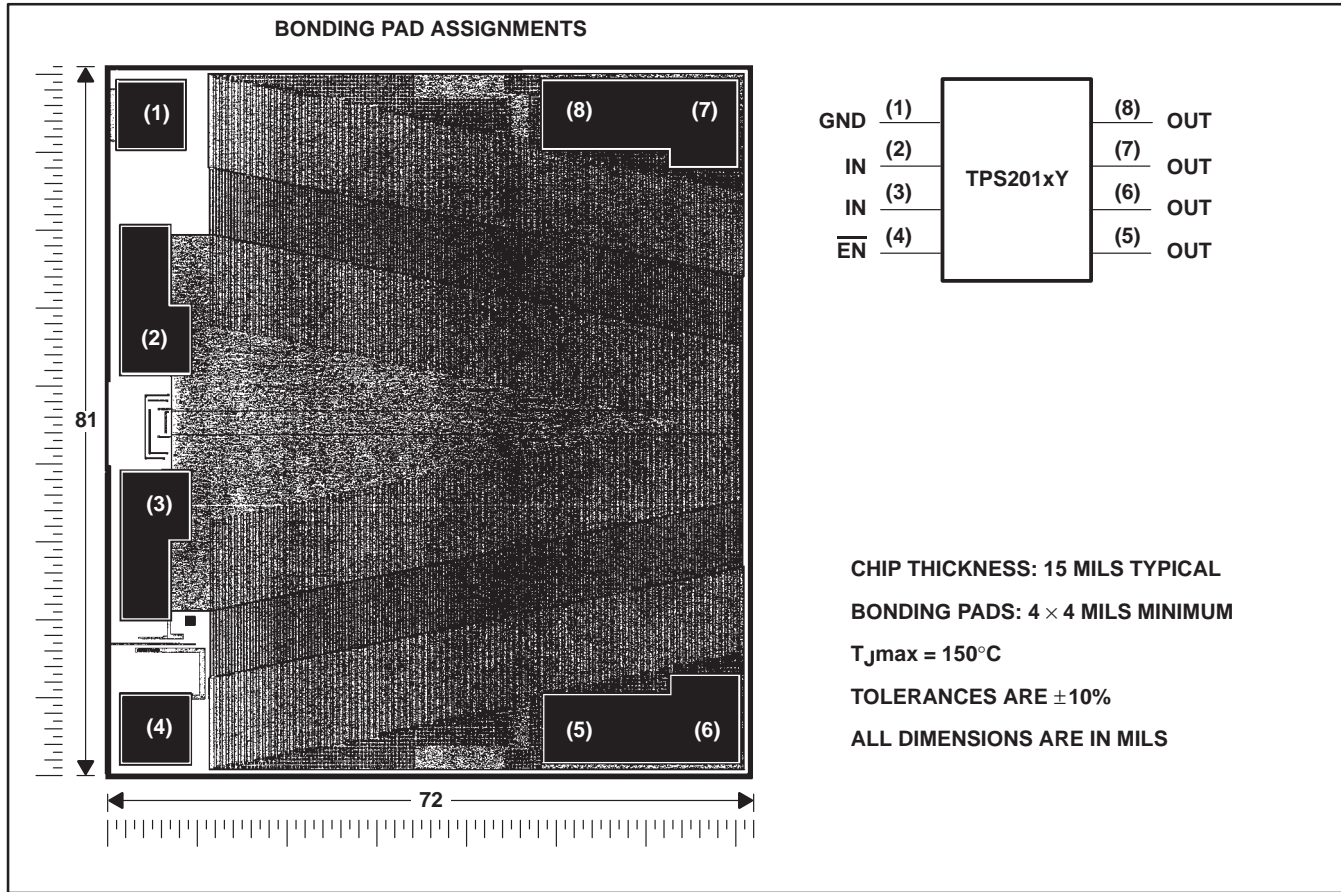 BONDING PAD ASSIGNMENTS
(1)
(8)
(7)
(2)
(3)
(4)
(5)
(6)
81
72
GND (1)
IN (2)
IN (3)
EN (4)
TPS201xY
(8) OUT
(7) OUT
(6) OUT
(5) OUT
CHIP THICKNESS: 15 MILS TYPICAL
BONDING PADS: 4 × 4 MILS MINIMUM
TJmax = 150°C
TOLERANCES ARE ±10%
ALL DIMENSIONS ARE IN MILS